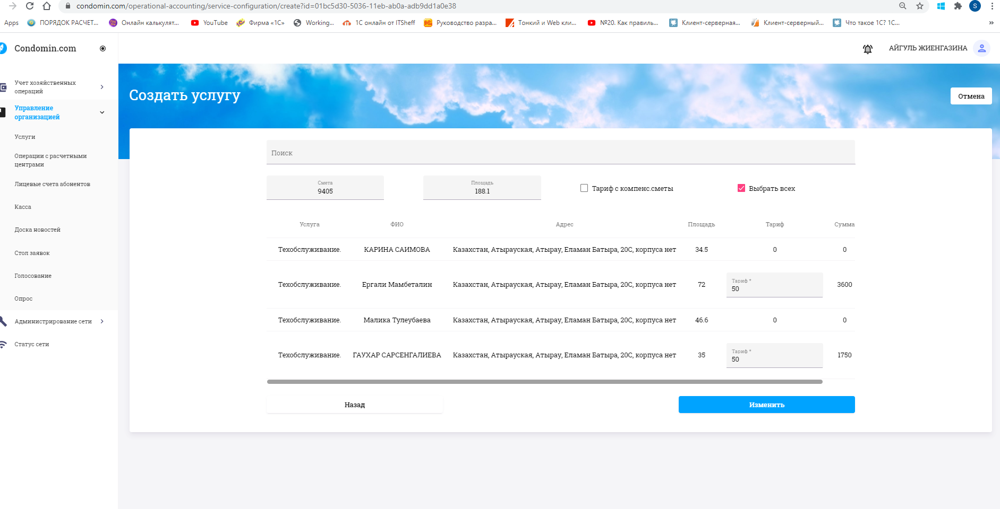 condomin.com/operational-accounting/service-configuration/create?id=01bc5d30-5036-11eb-ab0a-adb9dd1a0e38
S
Apps ПОРЯДОК РАСЧЕТ... Онлайн калькулят... YouTube Фирма «1С» Working... 1С онлайн от ITSheff Руководство разра... Тонкий и Web кли... №20. Как правиль... Клиент-серверная... Клиент-серверный... Что такое 1С? 1С... »
Condomin.com
АЙГУЛЬ ЖИЕНГАЗИНА
Учет хозяйственных
операций
Управление
организацией
Услуги
Операции с расчетными
центрами
Лицевые счета абонентов
Касса
Доска новостей
Стол заявок
Голосование
Опрос
Администрирование сети
Статус сети
Создать услугу
Отмена
Поиск
Смета
9405
Площадь
188.1
Тариф с компенс.сметы
Выбрать всех
Услуга ФИО Адрес Площадь Тариф Сумма
Техобслуживание. КАРИНА САИМОВА Казахстан, Атырауская, Атырау, Еламан Батыра, 20С, корпуса нет 34.5 0 0
Тариф *
Техобслуживание. Ергали Мамбеталин Казахстан, Атырауская, Атырау, Еламан Батыра, 20С, корпуса нет 72 50 3600
Техобслуживание. Малика Тулеубаева Казахстан, Атырауская, Атырау, Еламан Батыра, 20С, корпуса нет 46.6 0 0
Тариф *
Техобслуживание. ГАУХАР САРСЕНГАЛИЕВА Казахстан, Атырауская, Атырау, Еламан Батыра, 20С, корпуса нет 35 50 1750
Назад
Изменить